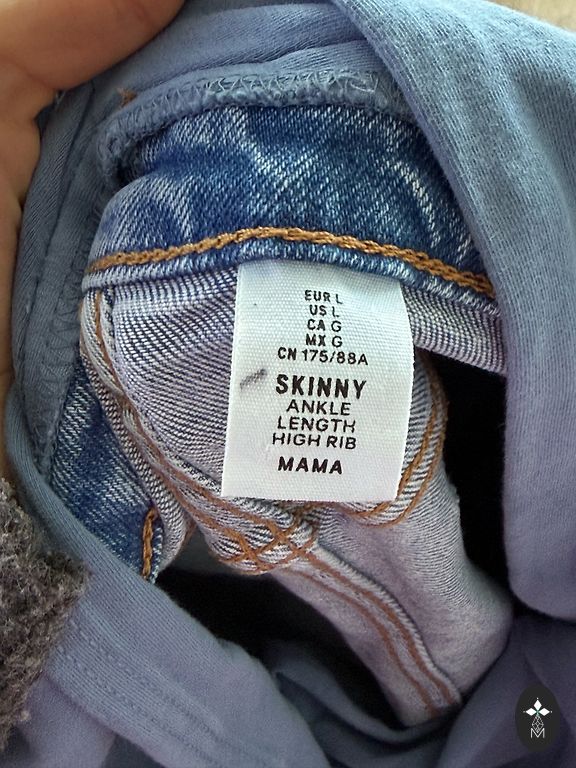 EUR L
US L
CA G
MX G
CN 175/88A
SKINNY
ANKLE
LENGTH
HIGH RIB
MAMA